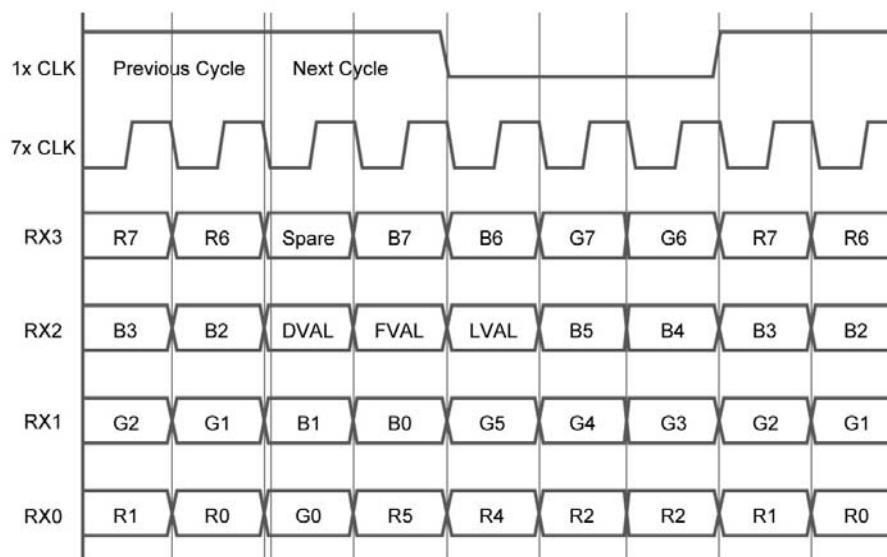 1x CLK Previous Cycle Next Cycle
7x CLK
RX3 R7 R6 Spare B7 B6 G7 G6 R7 R6
RX2 B3 B2 DVAL FVAL LVAL B5 B4 B3 B2
RX1 G2 G1 B1 B0 G5 G4 G3 G2 G1
RX0 R1 R0 G0 R5 R4 R2 R2 R1 R0